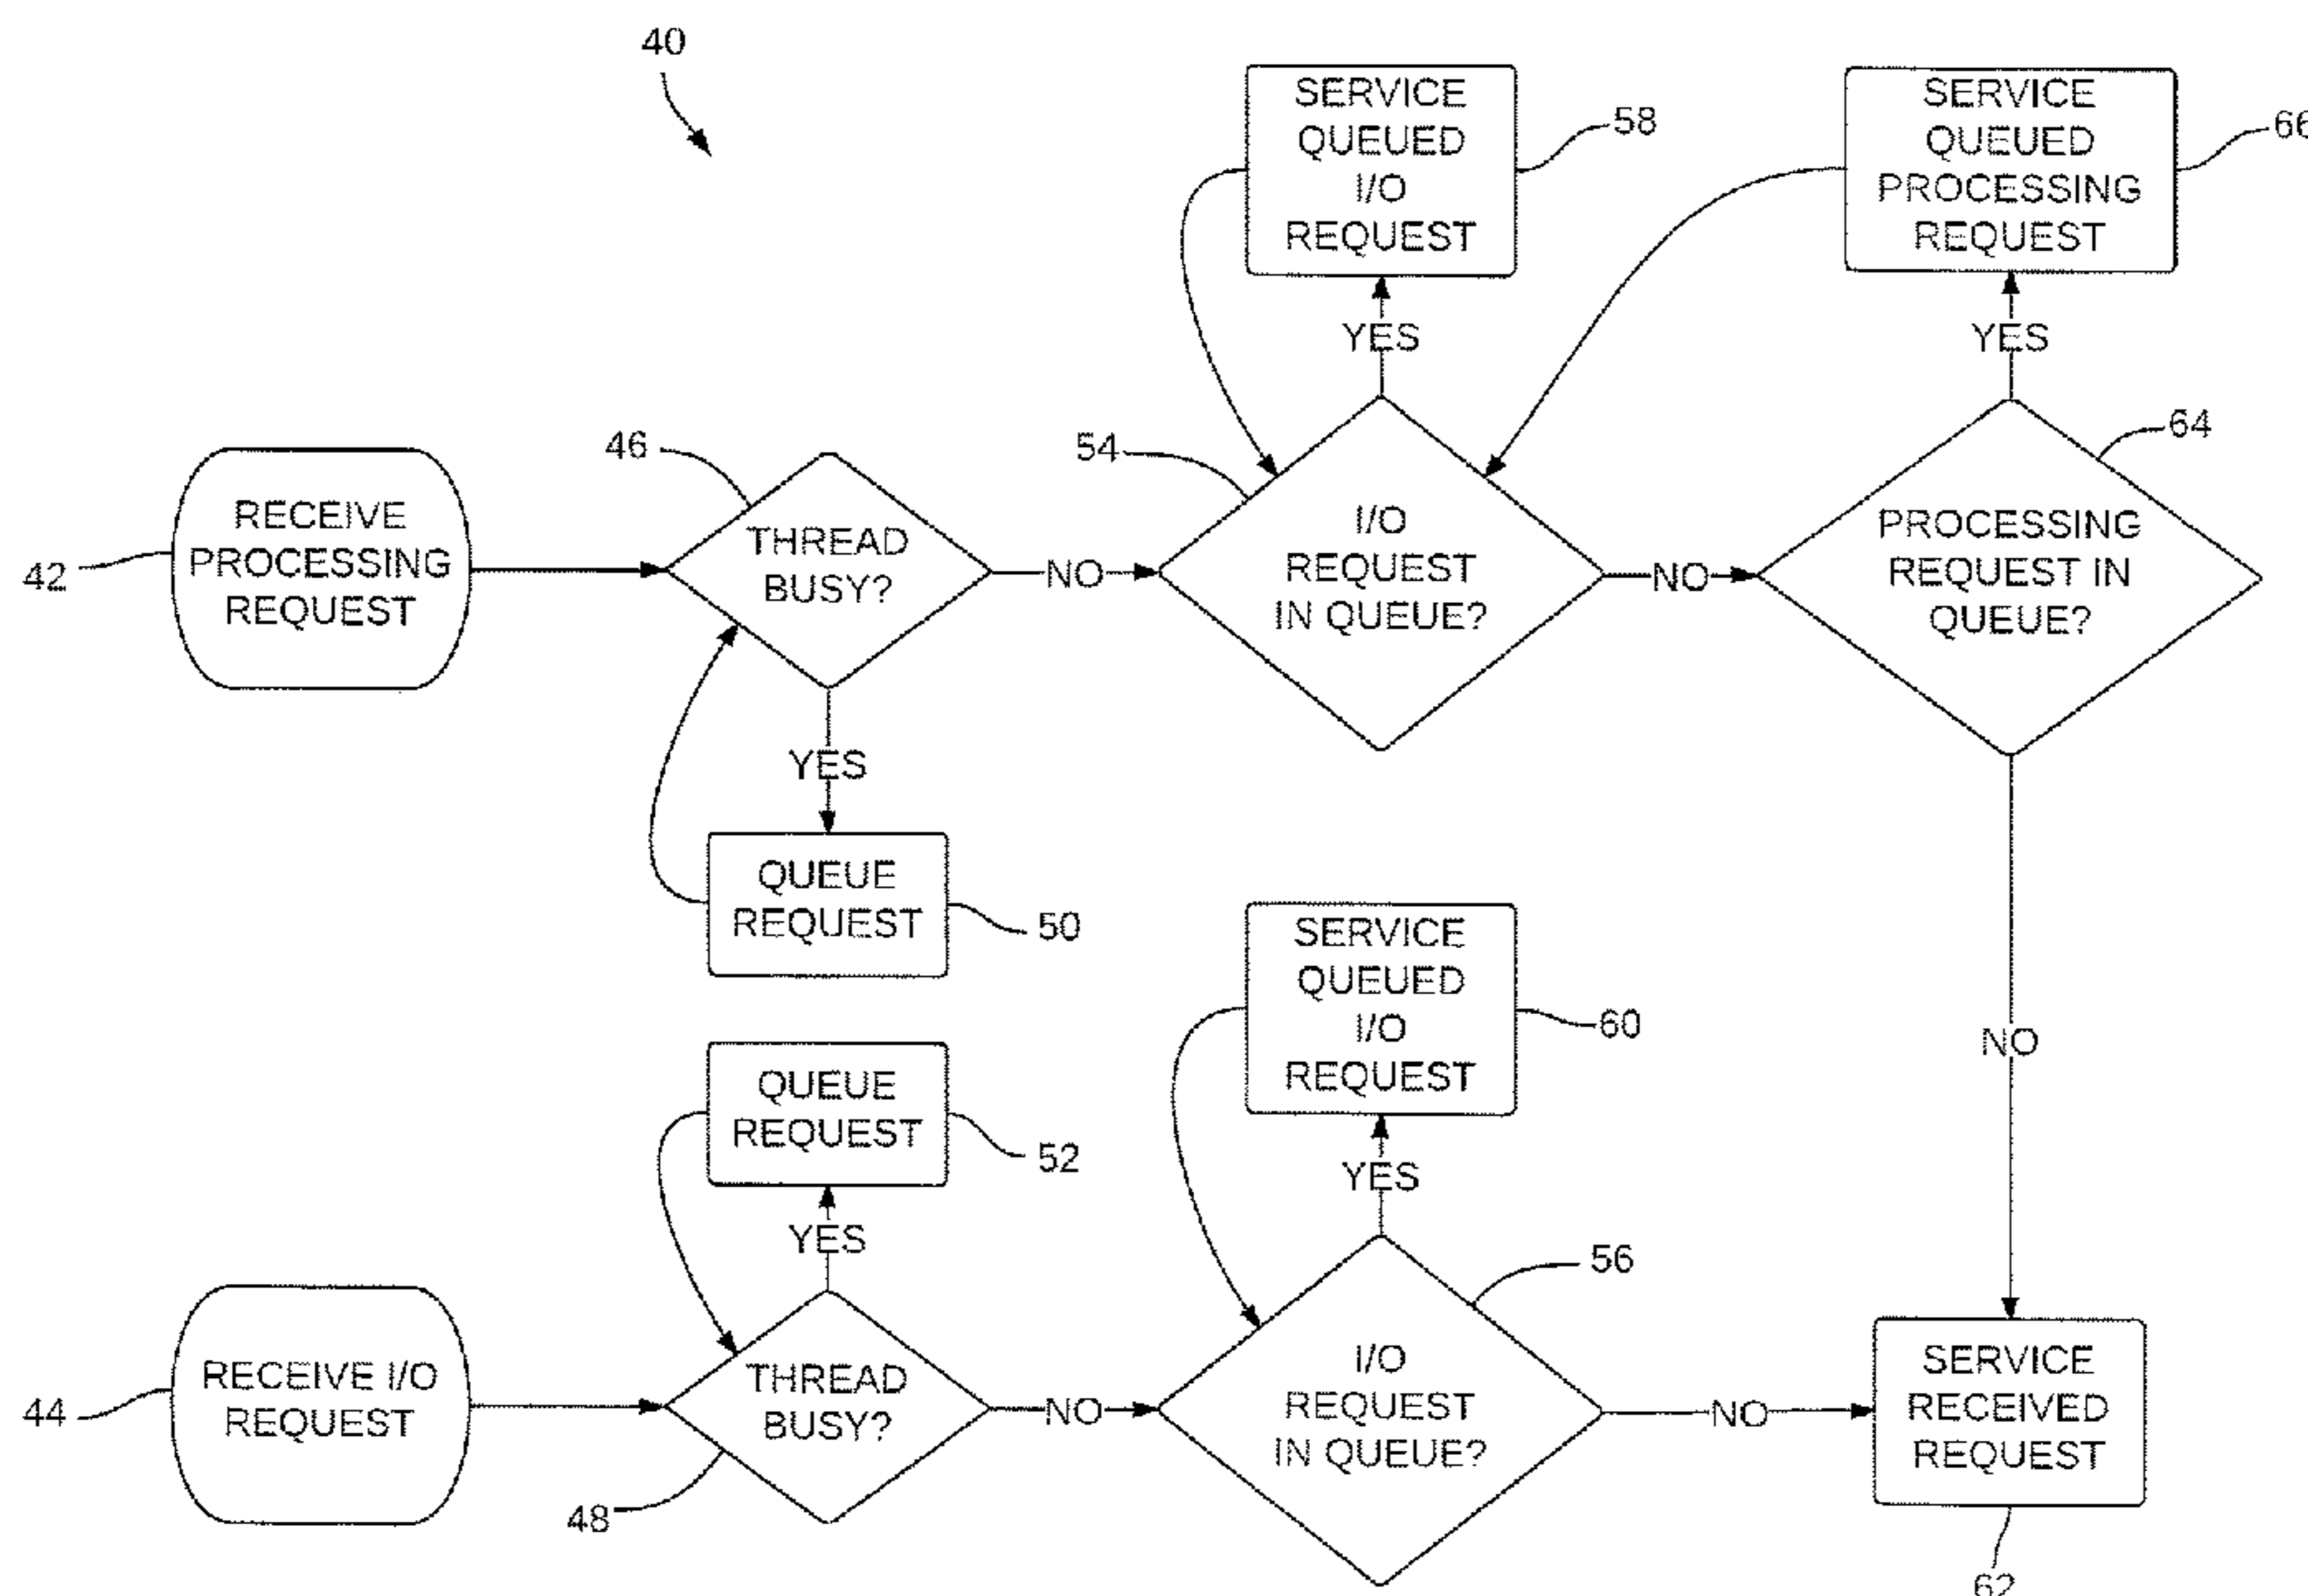 40
SERVICE
QUEUED
I/O
REQUEST
58
SERVICE
QUEUED
PROCESSING
REQUEST
66
YES
YES
42
RECEIVE
PROCESSING
REQUEST
46
THREAD
BUSY?
NO
54
I/O
REQUEST
IN QUEUE?
NO
64
PROCESSING
REQUEST IN
QUEUE?
YES
QUEUE
REQUEST
50
SERVICE
QUEUED
I/O
REQUEST
60
NO
QUEUE
REQUEST
52
YES
YES
44
RECEIVE I/O
REQUEST
THREAD
BUSY?
48
NO
56
I/O
REQUEST
IN QUEUE?
NO
SERVICE
RECEIVED
REQUEST
62